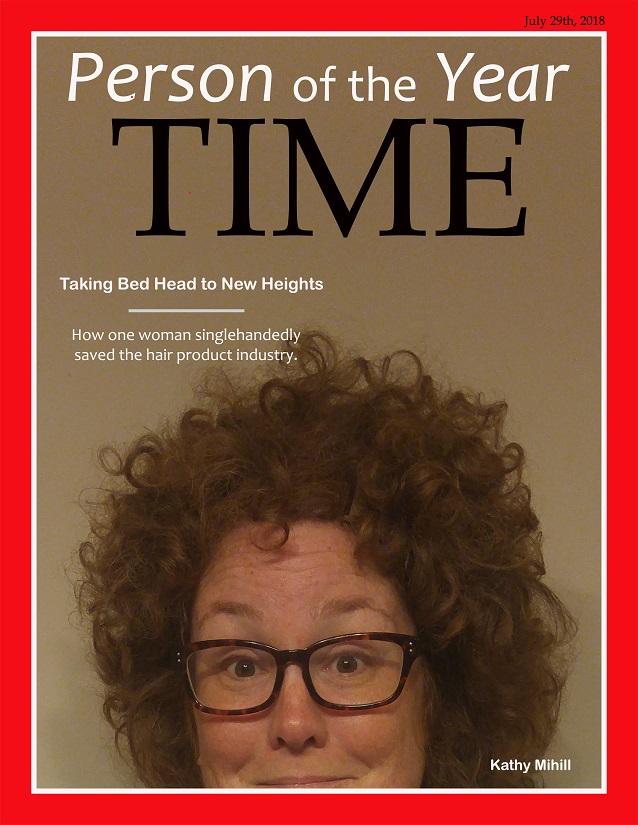 July 29th, 2018
Person of the Year
TIME
Taking Bed Head to New Heights
How one woman singlehandedly
saved the hair product industry.
Kathy Mihill